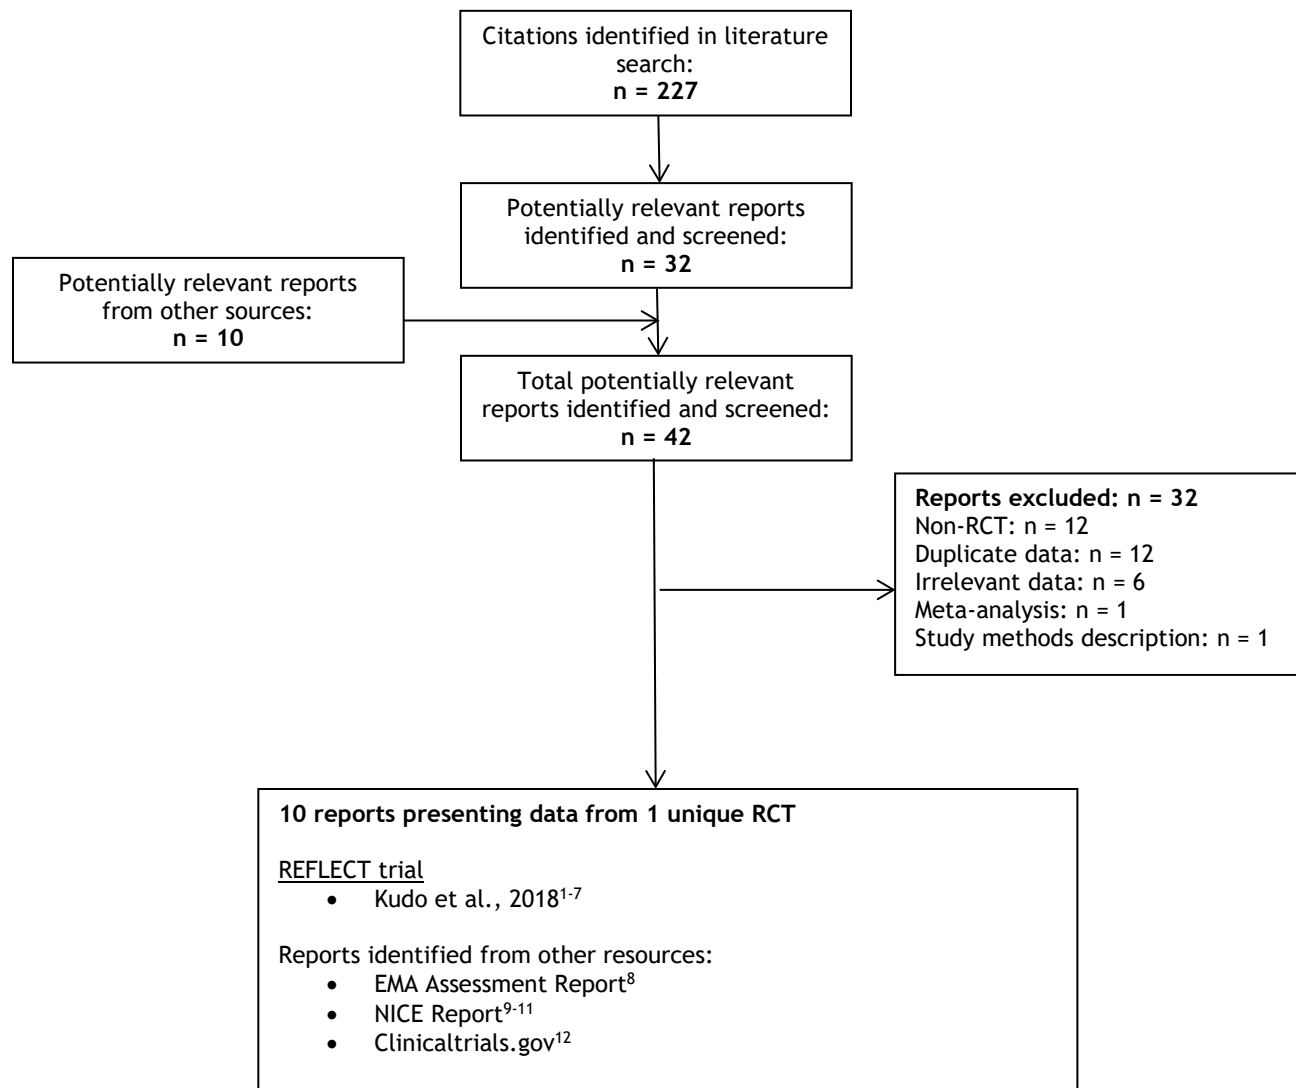 Citations identified in literature
search:
n = 227
Potentially relevant reports
identified and screened:
n = 32
Potentially relevant reports
from other sources:
n = 10
Total potentially relevant
reports identified and screened:
n = 42
Reports excluded: n = 32
Non-RCT: n = 12
Duplicate data: n = 12
Irrelevant data: n = 6
Meta-analysis: n = 1
Study methods description: n = 1
10 reports presenting data from 1 unique RCT
REFLECT trial
• Kudo et al., 2018¹⁻⁷
Reports identified from other resources:
• EMA Assessment Report⁸
• NICE Report⁹⁻¹¹
• Clinicaltrials.gov¹²